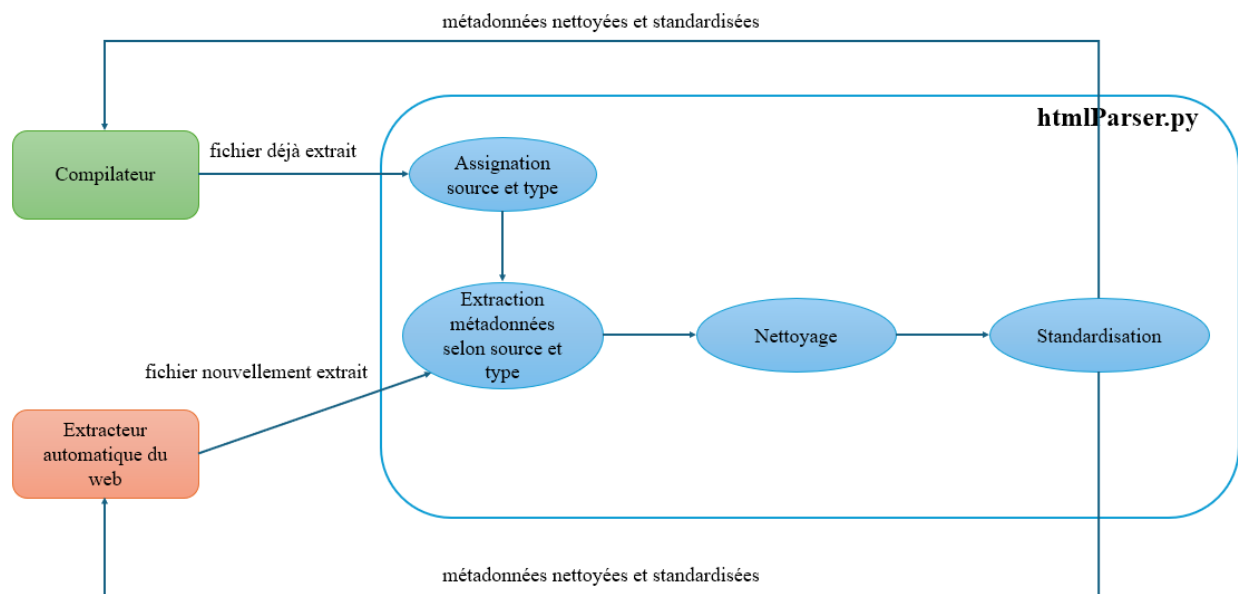 métadonnées nettoyées et standardisées
htmlParser.py
fichier déjà extrait
Compilateur
Assignation
source et type
Extraction
métadonnées
selon source et
type
Nettoyage
Standardisation
fichier nouvellement extrait
Extracteur
automatique du
web
métadonnées nettoyées et standardisées